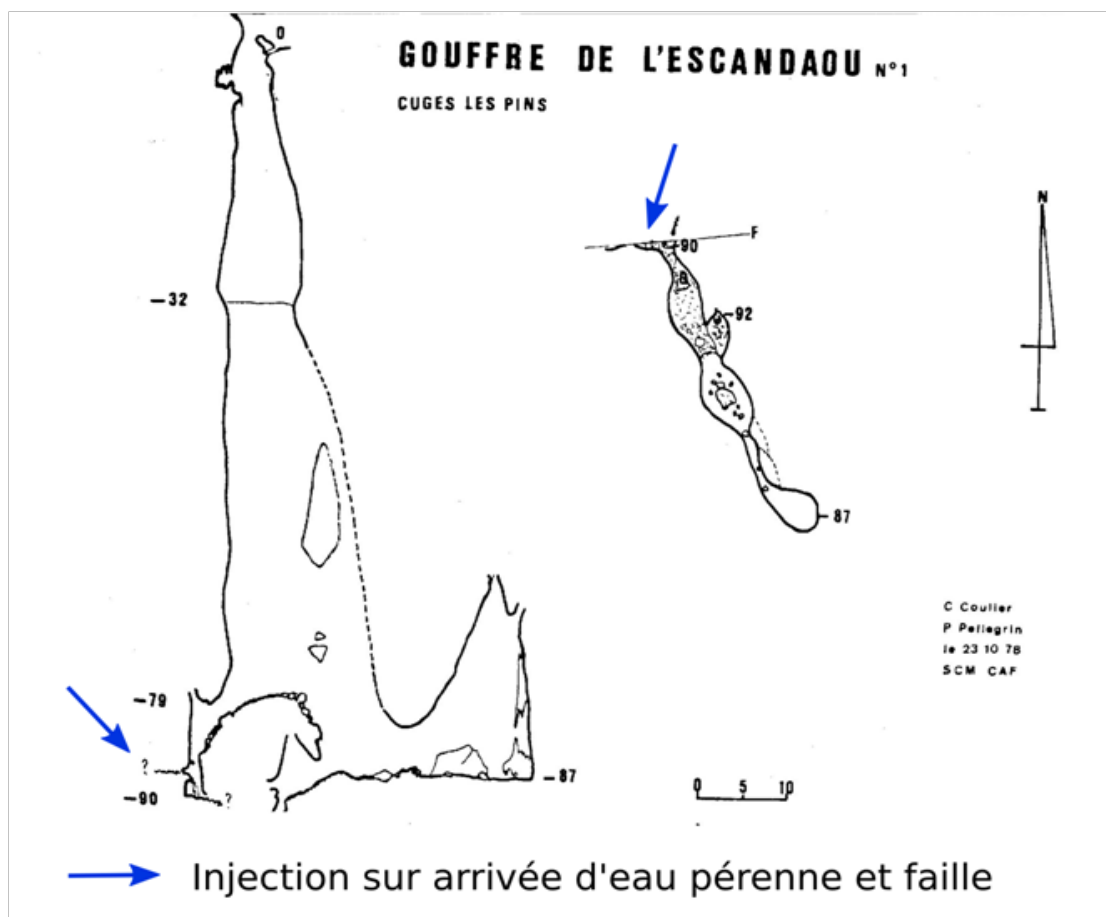 0
GOUFFRE DE L'ESCANDAOU N°1
CUGES LES PINS
N
F
-90
-32
-92
-87
C Coulier
P Pellegrin
le 23 10 78
SCM CAF
-79
?
-87
-90
?
0 5 10
Injection sur arrivée d'eau pérenne et faille